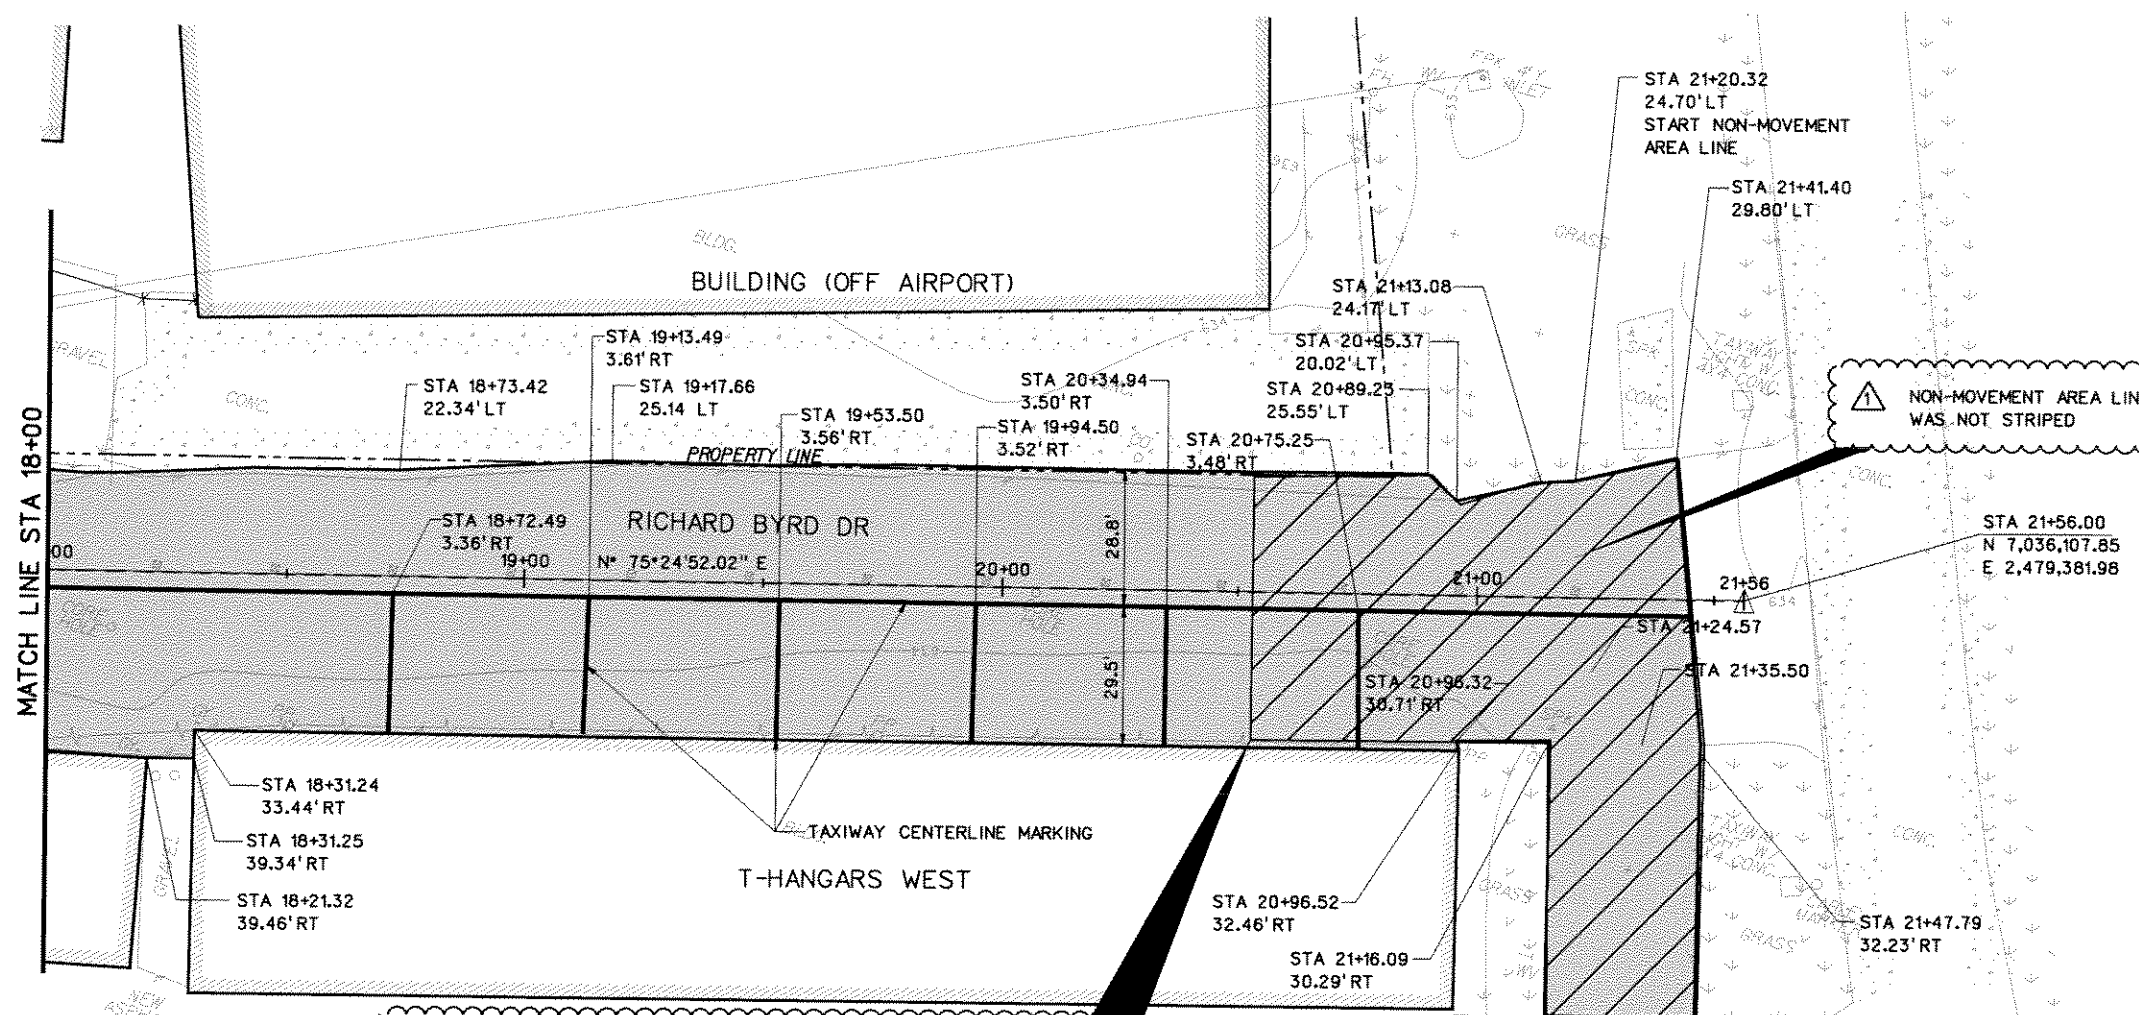 STA 21+20.32
24.70' LT
START NON-MOVEMENT
AREA LINE
STA 21+41.40
29.80' LT
GRASS
BLDG.
BUILDING (OFF AIRPORT)
STA 21+13.08
24.17' LT
STA 19+13.49
3.61' RT
STA 20+95.37
20.02' LT
STA 18+73.42
22.34' LT
STA 19+17.66
25.14 LT
STA 20+34.94
3.50' RT
STA 20+89.23
25.55' LT
STA 19+53.50
3.56' RT
STA 19+94.50
3.52' RT
STA 20+75.25
3.48' RT
CONC.
CONC.
PROPERTY LINE
1
NON-MOVEMENT AREA LIN
WAS NOT STRIPED
CONC.
MATCH LINE STA 18+00
STA 18+72.49
3.36' RT
RICHARD BYRD DR
28.8'
00
19+00
N 75°24'52.02" E
20+00
21+00
21+56
STA 21+56.00
N 7,036,107.85
E 2,479,381.98
634
STA 21+24.57
29.5'
STA 20+96.32
30.71' RT
STA 21+35.50
STA 18+31.24
33.44' RT
STA 18+31.25
39.34' RT
STA 18+21.32
39.46' RT
TAXIWAY CENTERLINE MARKING
T-HANGARS WEST
STA 20+96.52
32.46' RT
STA 21+16.09
30.29' RT
CONC.
GRASS
GRASS
STA 21+47.79
32.23' RT
NEW